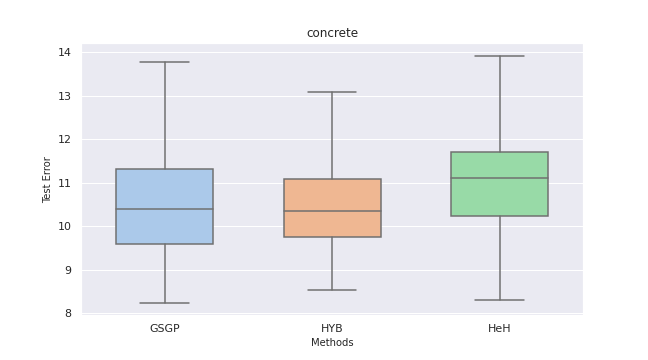 concrete
14
13
12
11
10
9
8
Test Error
GSGP
HYB
HeH
Methods